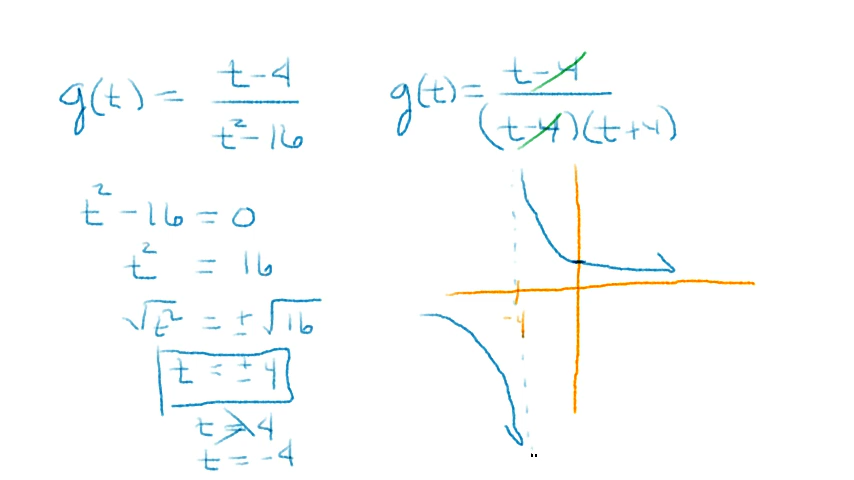 g(t) = (t-4)/(t²-16)
t² - 16 = 0
t² = 16
√t² = ±√16
t = ±4
t = 4
t = -4
g(t) = (t-4)/((t-4)(t+4))
-4